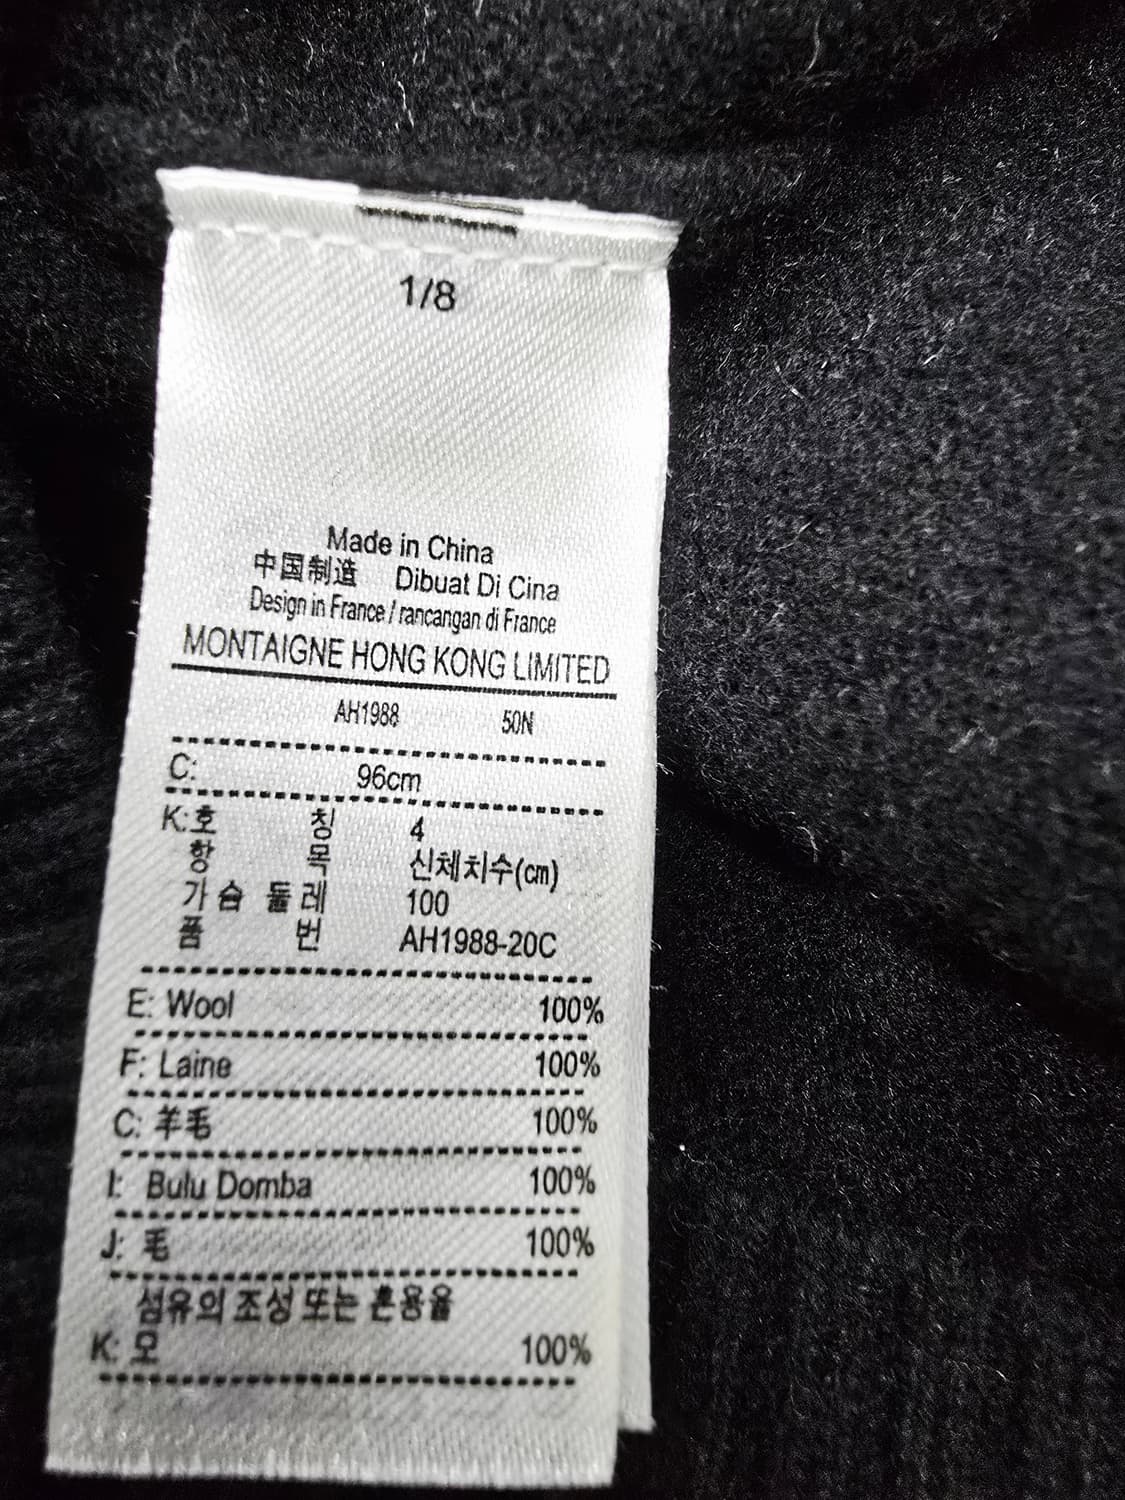 1/8
Made in China
中国制造 Dibuat Di Cina
Design in France / rancangan di France
MONTAIGNE HONG KONG LIMITED
AH1988 50N
C: 96cm
K:호 칭 4
항 목 신체치수(cm)
가슴 둘레 100
품 번 AH1988-20C
E: Wool 100%
F: Laine 100%
C: 羊毛 100%
I: Bulu Domba 100%
J: 毛 100%
섬유의 조성 또는 혼용율
K: 모 100%